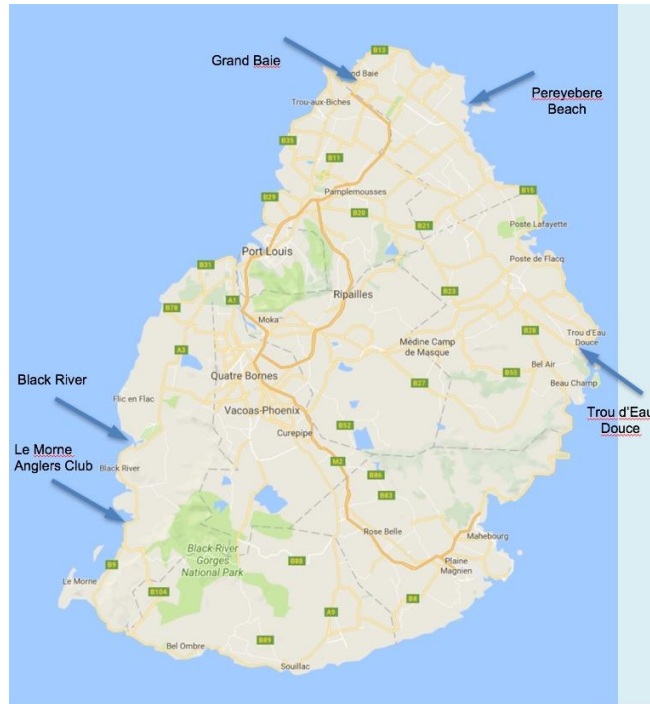 B13
Grand Baie
nd Baie
Pereyebere
Beach
Trou-aux-Biches
B35
B11
Pamplemousses
B29
B15
B20
B21
Poste Lafayette
Port Louis
Poste de Flacq
B31
Ripailles
A1
B23
B78
Moka
B28
Trou d'Eau
Douce
A3
Médine Camp
de Masque
Bel Air
B55
Black River
Quatre Bornes
B27
Beau Champ
Flic en Flac
Vacoas-Phoenix
Trou d'Eau
Douce
B52
Curepipe
Le Morne
Anglers Club
Black River
M2
B86
B83
Rose Belle
Mahebourg
Black River
Gorges
National Park
B88
Plaine
Magnien
B9
Le Morne
B104
B8
A9
B89
Bel Ombre
Souillac